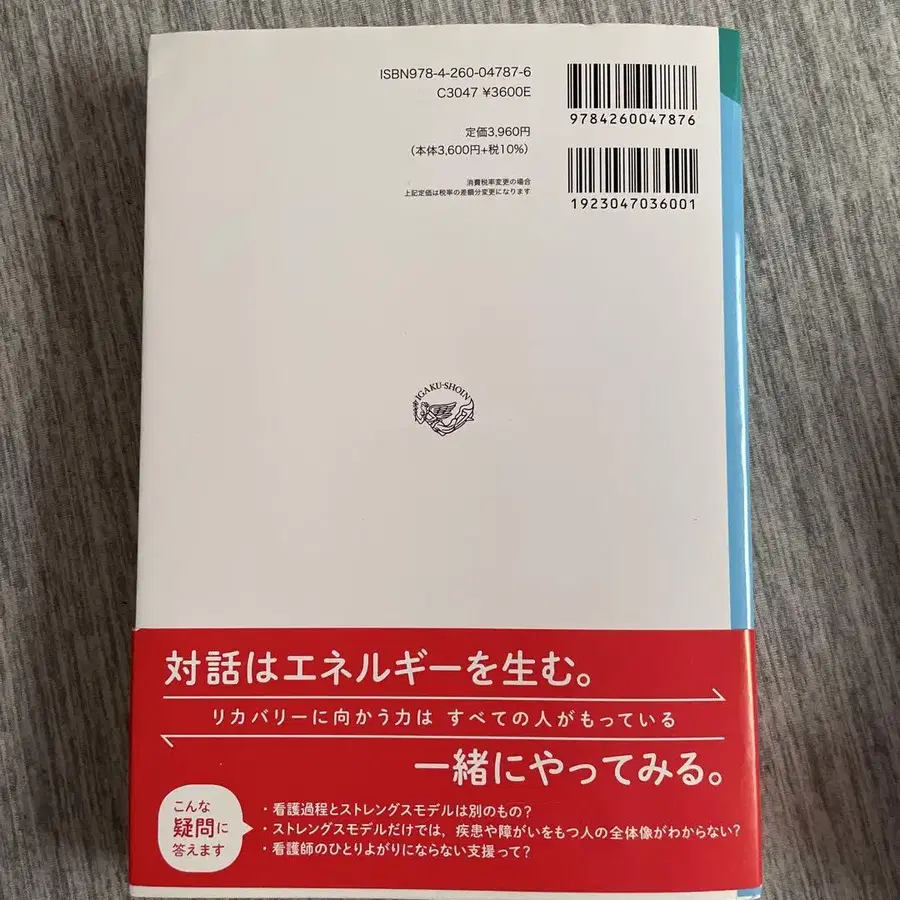 ISBN978-4-260-04787-6
C3047 ¥3600E
9784260047876
定価3,960円
(本体3,600円+税10%)
消費税率変更の場合
上記定価は税率の差額分変更になります
1923047036001
IGAKU-SHOIN
対話はエネルギーを生む。
リカバリーに向かう力は すべての人がもっている
一緒にやってみる。
こんな
疑問に
答えます
・看護過程とストレングスモデルは別のもの?
・ストレングスモデルだけでは,疾患や障がいをもつ人の全体像がわからない?
・看護師のひとりよがりにならない支援って?